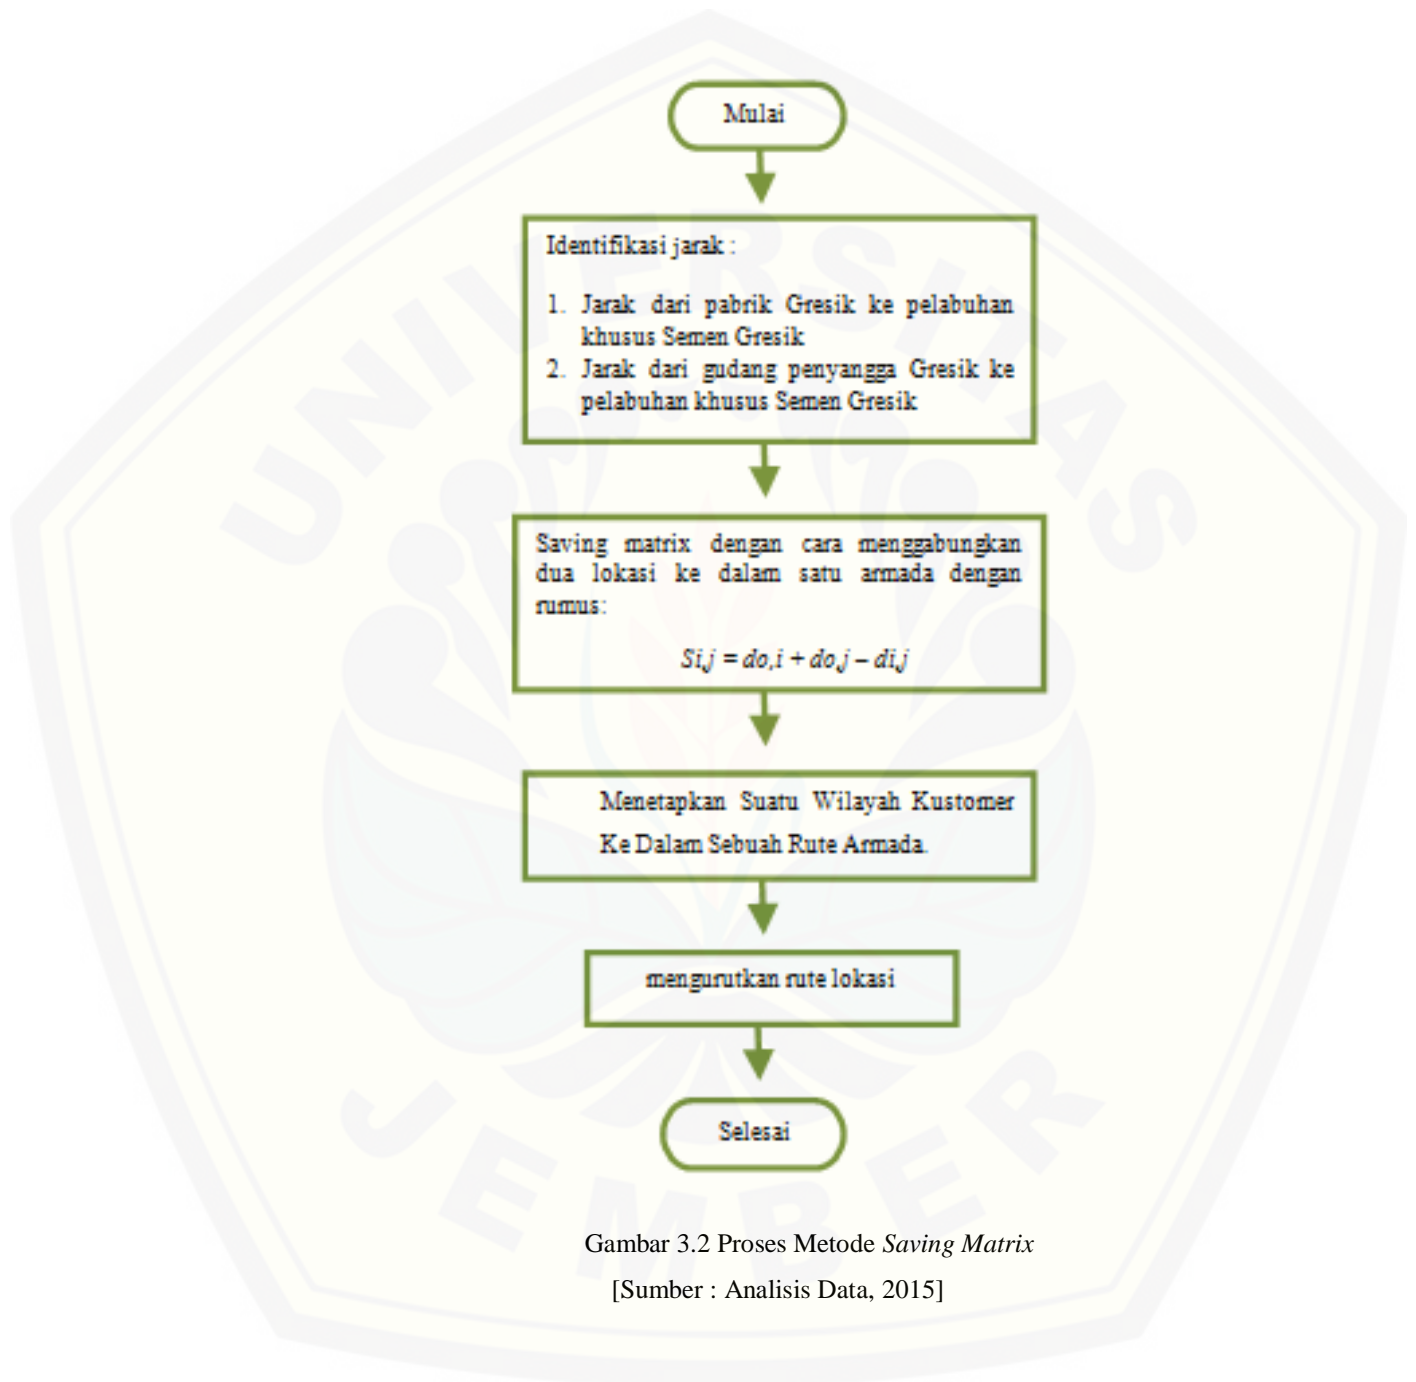 Mulai
Identifikasi jarak :
1. Jarak dari pabrik Gresik ke pelabuhan
khusus Semen Gresik
2. Jarak dari gudang penyangga Gresik ke
pelabuhan khusus Semen Gresik
Saving matrix dengan cara menggabungkan
dua lokasi ke dalam satu armada dengan
rumus:
Si,j = do,i + do,j – di,j
Menetapkan Suatu Wilayah Kustomer
Ke Dalam Sebuah Rute Armada.
mengurutkan rute lokasi
Selesai
Gambar 3.2 Proses Metode Saving Matrix
[Sumber : Analisis Data, 2015]
UNIVERSITAS
JEMBER